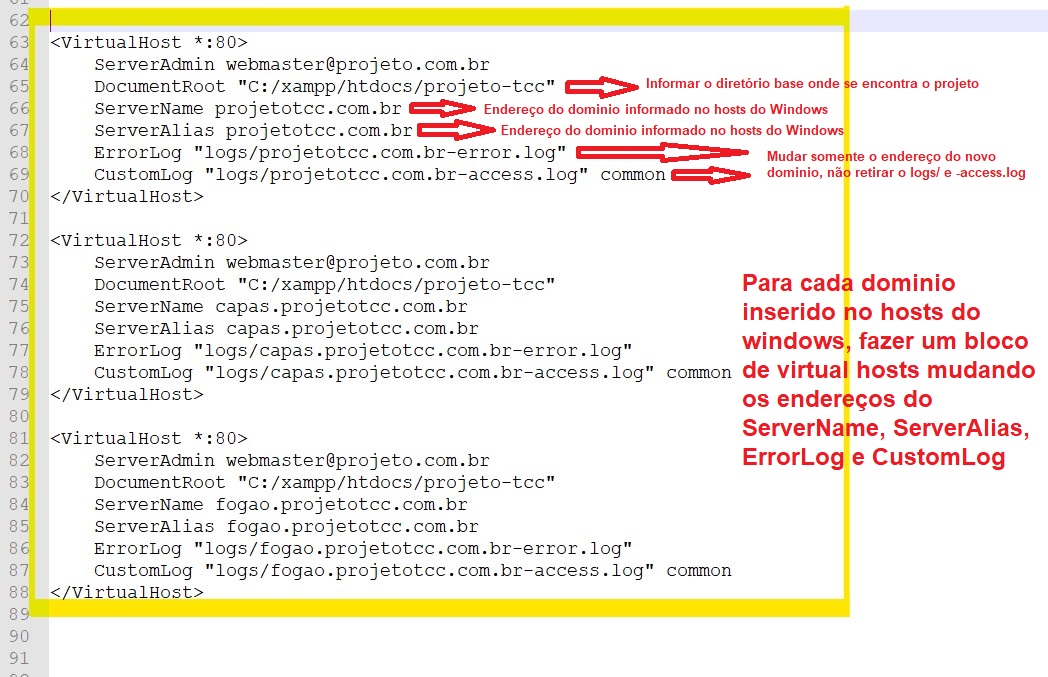 61
62
63 <VirtualHost *:80>
64 ServerAdmin webmaster@projeto.com.br
65 DocumentRoot "C:/xampp/htdocs/projeto-tcc" Informar o diretório base onde se encontra o projeto
66 ServerName projetotcc.com.br Endereço do dominio informado no hosts do Windows
67 ServerAlias projetotcc.com.br Endereço do dominio informado no hosts do Windows
68 ErrorLog "logs/projetotcc.com.br-error.log" Mudar somente o endereço do novo
69 CustomLog "logs/projetotcc.com.br-access.log" common dominio, não retirar o logs/ e -access.log
70 </VirtualHost>
71
72 <VirtualHost *:80>
73 ServerAdmin webmaster@projeto.com.br
74 DocumentRoot "C:/xampp/htdocs/projeto-tcc"
75 ServerName capas.projetotcc.com.br
76 ServerAlias capas.projetotcc.com.br
77 ErrorLog "logs/capas.projetotcc.com.br-error.log"
78 CustomLog "logs/capas.projetotcc.com.br-access.log" common
79 </VirtualHost>
80
81 <VirtualHost *:80>
82 ServerAdmin webmaster@projeto.com.br
83 DocumentRoot "C:/xampp/htdocs/projeto-tcc"
84 ServerName fogao.projetotcc.com.br
85 ServerAlias fogao.projetotcc.com.br
86 ErrorLog "logs/fogao.projetotcc.com.br-error.log"
87 CustomLog "logs/fogao.projetotcc.com.br-access.log" common
88 </VirtualHost>
89
90
91
Para cada dominio
inserido no hosts do
windows, fazer um bloco
de virtual hosts mudando
os endereços do
ServerName, ServerAlias,
ErrorLog e CustomLog